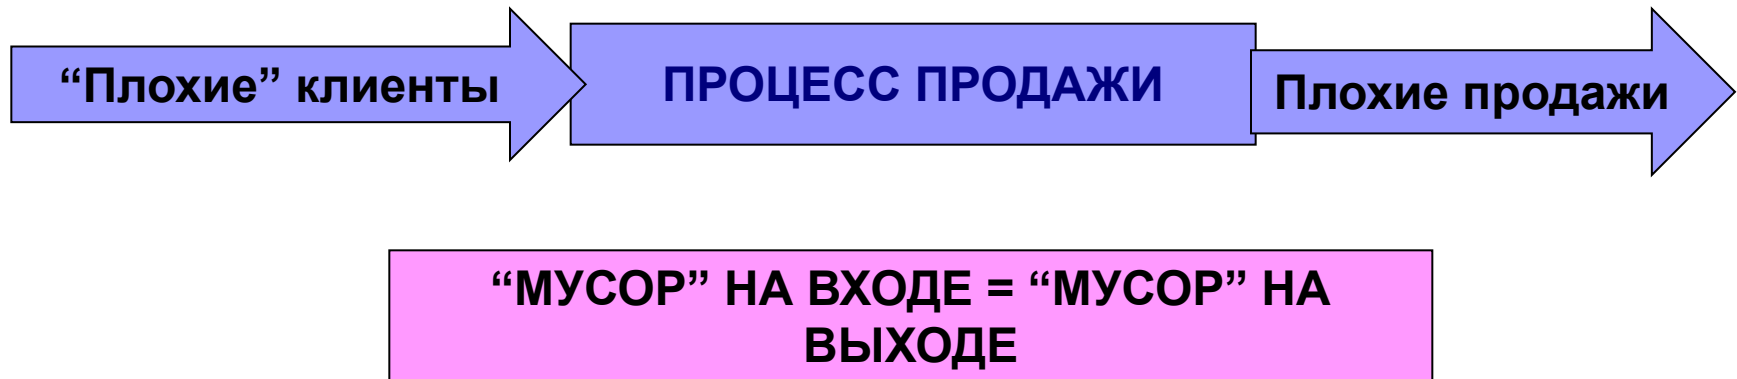 “Плохие” клиенты
ПРОЦЕСС ПРОДАЖИ
Плохие продажи
“МУСОР” НА ВХОДЕ = “МУСОР” НА
ВЫХОДЕ